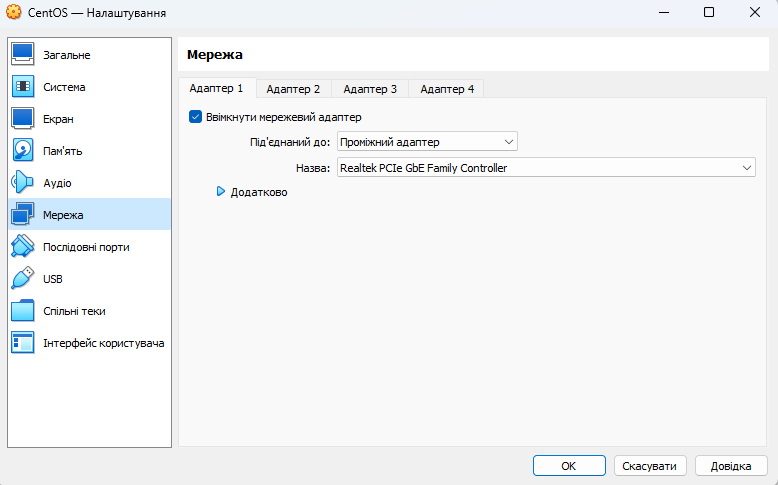 CentOS — Налаштування
Загальне
Система
Екран
Пам'ять
Аудіо
Мережа
Послідовні порти
USB
Спільні теки
Інтерфейс користувача
Мережа
Адаптер 1 Адаптер 2 Адаптер 3 Адаптер 4
Ввімкнути мережевий адаптер
Під'єднаний до: Проміжний адаптер
Назва: Realtek PCIe GbE Family Controller
Додатково
OK Скасувати Довідка